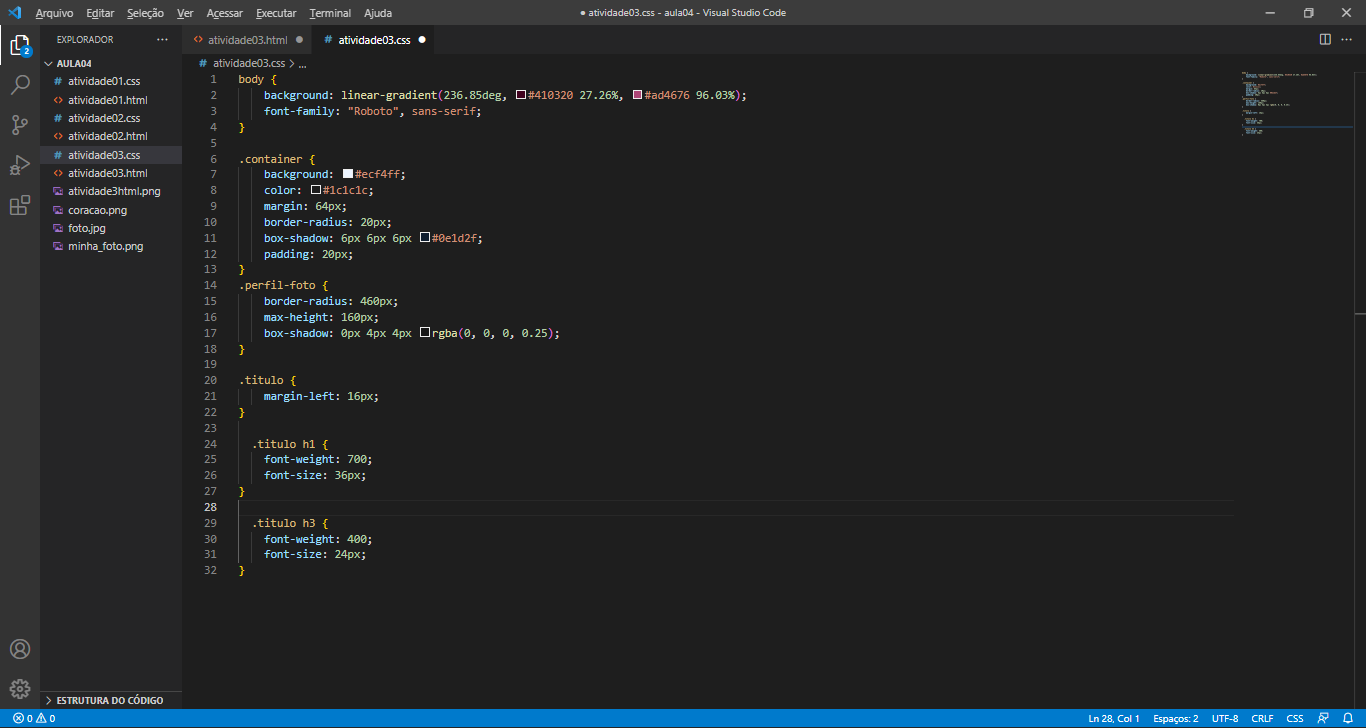 Arquivo Editar Seleção Ver Acessar Executar Terminal Ajuda
● atividade03.css - aula04 - Visual Studio Code
EXPLORADOR ···
atividade03.html ●
# atividade03.css ●
2
AULA04
# atividade01.css
<> atividade01.html
# atividade02.css
<> atividade02.html
# atividade03.css
<> atividade03.html
atividade3html.png
coracao.png
foto.jpg
minha_foto.png
ESTRUTURA DO CÓDIGO
# atividade03.css > ...
1 body {
2     background: linear-gradient(236.85deg, #410320 27.26%, #ad4676 96.03%);
3     font-family: "Roboto", sans-serif;
4 }
5
6 .container {
7     background: #ecf4ff;
8     color: #1c1c1c;
9     margin: 64px;
10     border-radius: 20px;
11     box-shadow: 6px 6px 6px #0e1d2f;
12     padding: 20px;
13 }
14 .perfil-foto {
15     border-radius: 460px;
16     max-height: 160px;
17     box-shadow: 0px 4px 4px rgba(0, 0, 0, 0.25);
18 }
19
20 .titulo {
21     margin-left: 16px;
22 }
23
24   .titulo h1 {
25     font-weight: 700;
26     font-size: 36px;
27 }
28
29   .titulo h3 {
30     font-weight: 400;
31     font-size: 24px;
32 }
0 0
Ln 28, Col 1 Espaços: 2 UTF-8 CRLF CSS